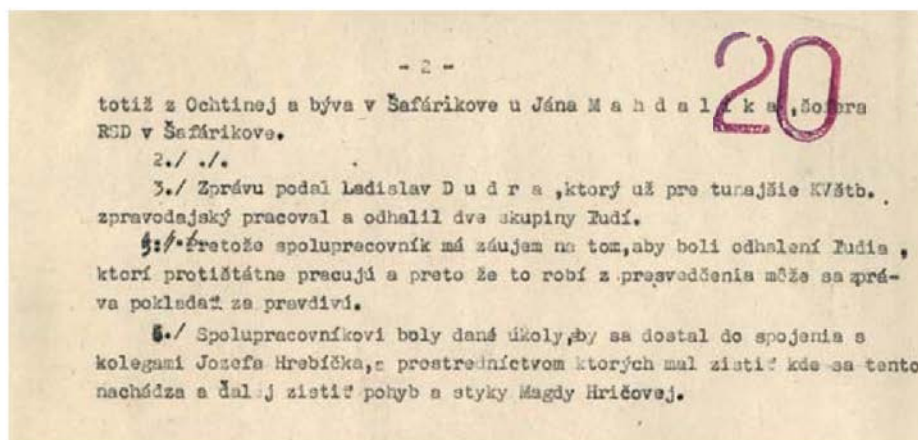 - 2 -
20
totiž z Ochtinej a býva v Šafárikove u Jána M a h d a l i k a ,šoféra
RSD v Šafárikove.
2./ ./.
3./ Zprávu podal Ladislav D u d r a ,ktorý už pre tunajšie KVštb.
zpravodajský pracoval a odhalil dve skupiny ľudí.
Pretože spolupracovník má záujem na tom,aby boli odhalení ľudia ,
ktorí protištátne pracujú a preto že to robí z presvedčenia môže sa zprá-
va pokladať za pravdivú.
./ Spolupracovníkovi boly dané úkoly,by sa dostal do spojenia s
kolegami Jozefa Hrebíčka, prostredníctvom ktorých mal zistiť kde sa tento
nachádza a ďalej zistiť pohyb a styky Magdy Hričovej.